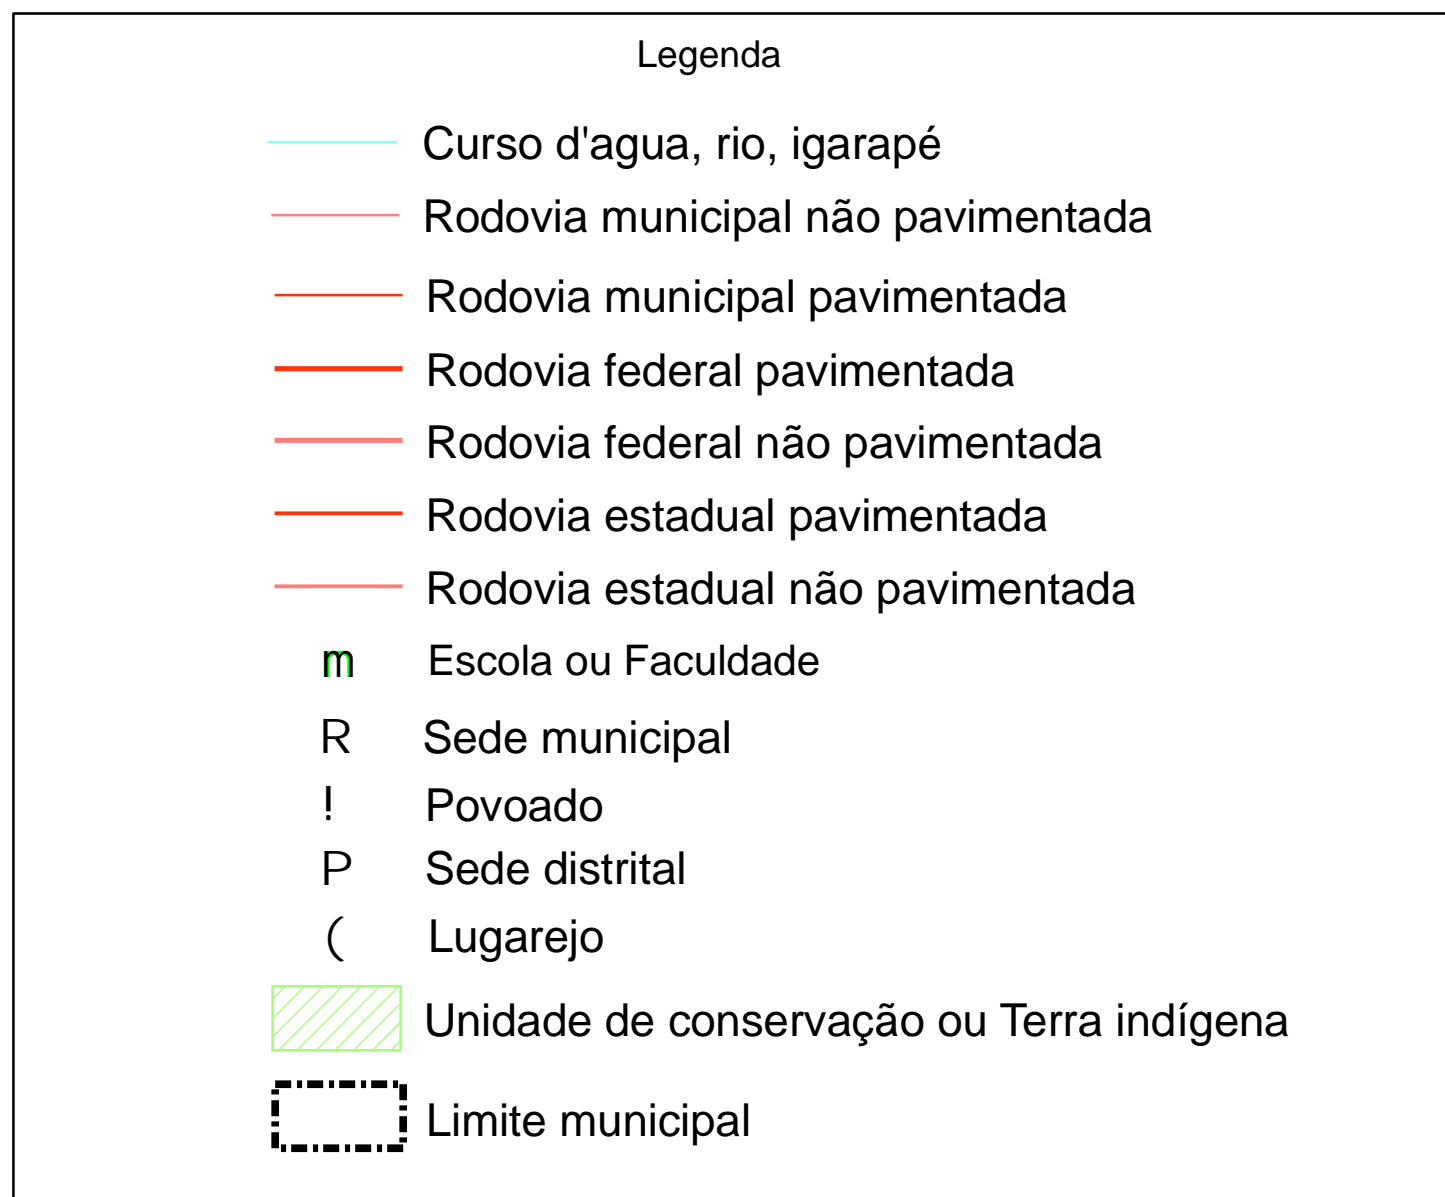 Legenda
Curso d'agua, rio, igarapé
Rodovia municipal não pavimentada
Rodovia municipal pavimentada
Rodovia federal pavimentada
Rodovia federal não pavimentada
Rodovia estadual pavimentada
Rodovia estadual não pavimentada
m Escola ou Faculdade
R Sede municipal
! Povoado
P Sede distrital
( Lugarejo
Unidade de conservação ou Terra indígena
Limite municipal